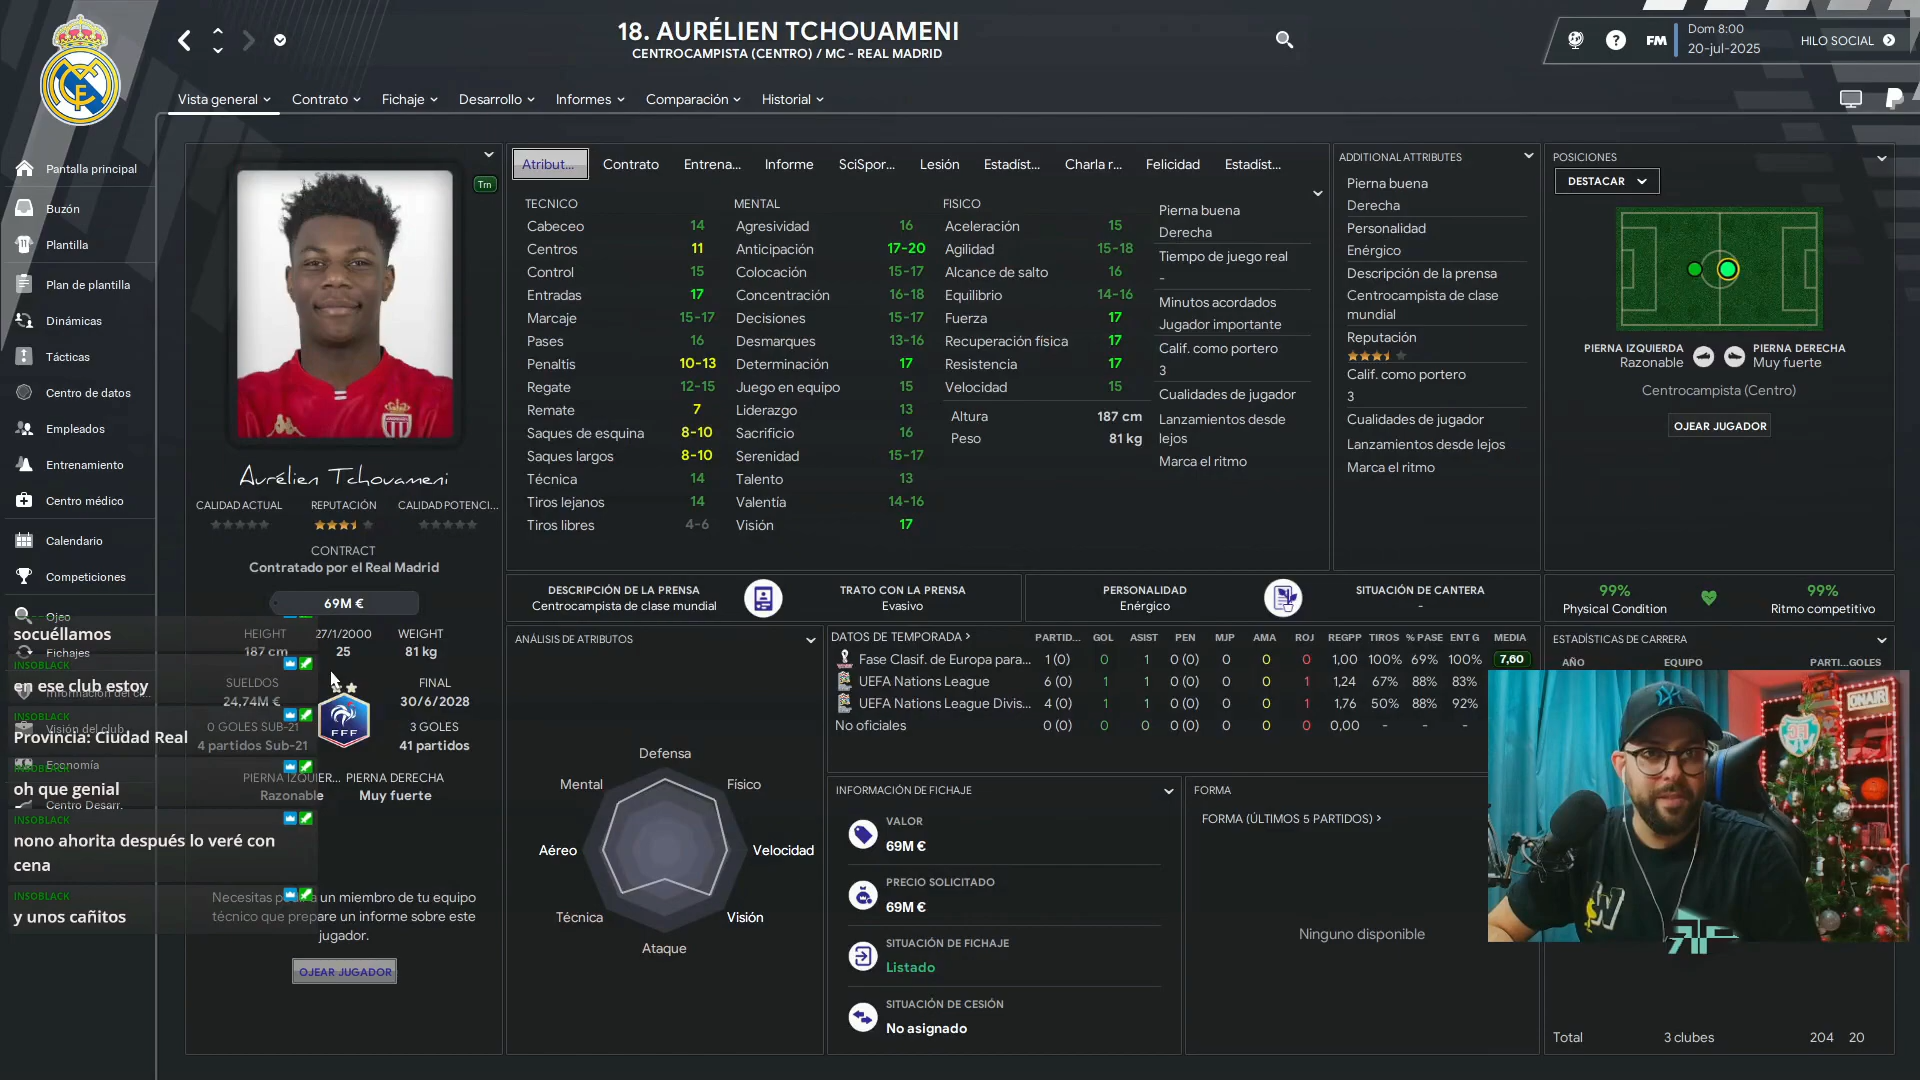 18. AURÉLIEN TCHOUAMENI
CENTROCAMPISTA (CENTRO) / MC - REAL MADRID
FM
Dom 8:00
20-jul-2025
HILO SOCIAL
Vista general
Contrato
Fichaje
Desarrollo
Informes
Comparación
Historial
Pantalla principal
Buzón
Plantilla
Plan de plantilla
Dinámicas
Tácticas
Centro de datos
Empleados
Entrenamiento
Centro médico
Calendario
Competiciones
Ojeo
Fichajes
Visión del club
Economía
Centro Desarr.
socuéllamos
INSOBLACK
en ese club estoy
INSOBLACK
Provincia: Ciudad Real
INSOBLACK
oh que genial
INSOBLACK
nono ahorita después lo veré con
cena
INSOBLACK
y unos cañitos
Trn
Aurélien Tchouameni
CALIDAD ACTUAL
REPUTACIÓN
CALIDAD POTENCI...
CONTRACT
Contratado por el Real Madrid
69M €
HEIGHT
187 cm
27/1/2000
25
WEIGHT
81 kg
SUELDOS
24,74M €
FFF
FINAL
30/6/2028
0 GOLES SUB-21
4 partidos Sub-21
3 GOLES
41 partidos
PIERNA IZQUIER...
Razonable
PIERNA DERECHA
Muy fuerte
Necesitas un miembro de tu equipo
técnico que prepare un informe sobre este
jugador.
OJEAR JUGADOR
Atribut...
Contrato
Entrena...
Informe
SciSpor...
Lesión
Estadíst...
Charla r...
Felicidad
Estadíst...
TECNICO
Cabeceo 14
Centros 11
Control 15
Entradas 17
Marcaje 15-17
Pases 16
Penaltis 10-13
Regate 12-15
Remate 7
Saques de esquina 8-10
Saques largos 8-10
Técnica 14
Tiros lejanos 14
Tiros libres 4-6
MENTAL
Agresividad 16
Anticipación 17-20
Colocación 15-17
Concentración 16-18
Decisiones 15-17
Desmarques 13-16
Determinación 17
Juego en equipo 15
Liderazgo 13
Sacrificio 16
Serenidad 15-17
Talento 13
Valentía 14-16
Visión 17
FISICO
Aceleración 15
Agilidad 15-18
Alcance de salto 16
Equilibrio 14-16
Fuerza 17
Recuperación física 17
Resistencia 17
Velocidad 15
Altura 187 cm
Peso 81 kg
Pierna buena
Derecha
Tiempo de juego real
-
Minutos acordados
Jugador importante
Calif. como portero
3
Cualidades de jugador
Lanzamientos desde
lejos
Marca el ritmo
ADDITIONAL ATTRIBUTES
Pierna buena
Derecha
Personalidad
Enérgico
Descripción de la prensa
Centrocampista de clase
mundial
Reputación
Calif. como portero
3
Cualidades de jugador
Lanzamientos desde lejos
Marca el ritmo
POSICIONES
DESTACAR
PIERNA IZQUIERDA
Razonable
PIERNA DERECHA
Muy fuerte
Centrocampista (Centro)
OJEAR JUGADOR
DESCRIPCIÓN DE LA PRENSA
Centrocampista de clase mundial
TRATO CON LA PRENSA
Evasivo
PERSONALIDAD
Enérgico
SITUACIÓN DE CANTERA
-
99%
Physical Condition
99%
Ritmo competitivo
ANÁLISIS DE ATRIBUTOS
Defensa
Mental
Físico
Aéreo
Velocidad
Técnica
Visión
Ataque
DATOS DE TEMPORADA > PARTID... GOL ASIST PEN MJP AMA ROJ REGPP TIROS % PASE ENT G MEDIA
Fase Clasif. de Europa para... 1 (0) 0 1 0 (0) 0 0 0 1,00 100% 69% 100% 7,60
UEFA Nations League 6 (0) 1 1 0 (0) 0 0 1 1,24 67% 88% 83%
UEFA Nations League Divis... 4 (0) 1 1 0 (0) 0 0 1 1,76 50% 88% 92%
No oficiales 0 (0) 0 0 0 (0) 0 0 0 0,00 - - -
INFORMACIÓN DE FICHAJE
VALOR
69M €
PRECIO SOLICITADO
69M €
SITUACIÓN DE FICHAJE
Listado
SITUACIÓN DE CESIÓN
No asignado
FORMA
FORMA (ÚLTIMOS 5 PARTIDOS) >
Ninguno disponible
ESTADÍSTICAS DE CARRERA
AÑO EQUIPO PARTI... GOLES
ON AIR
Total 3 clubes 204 20